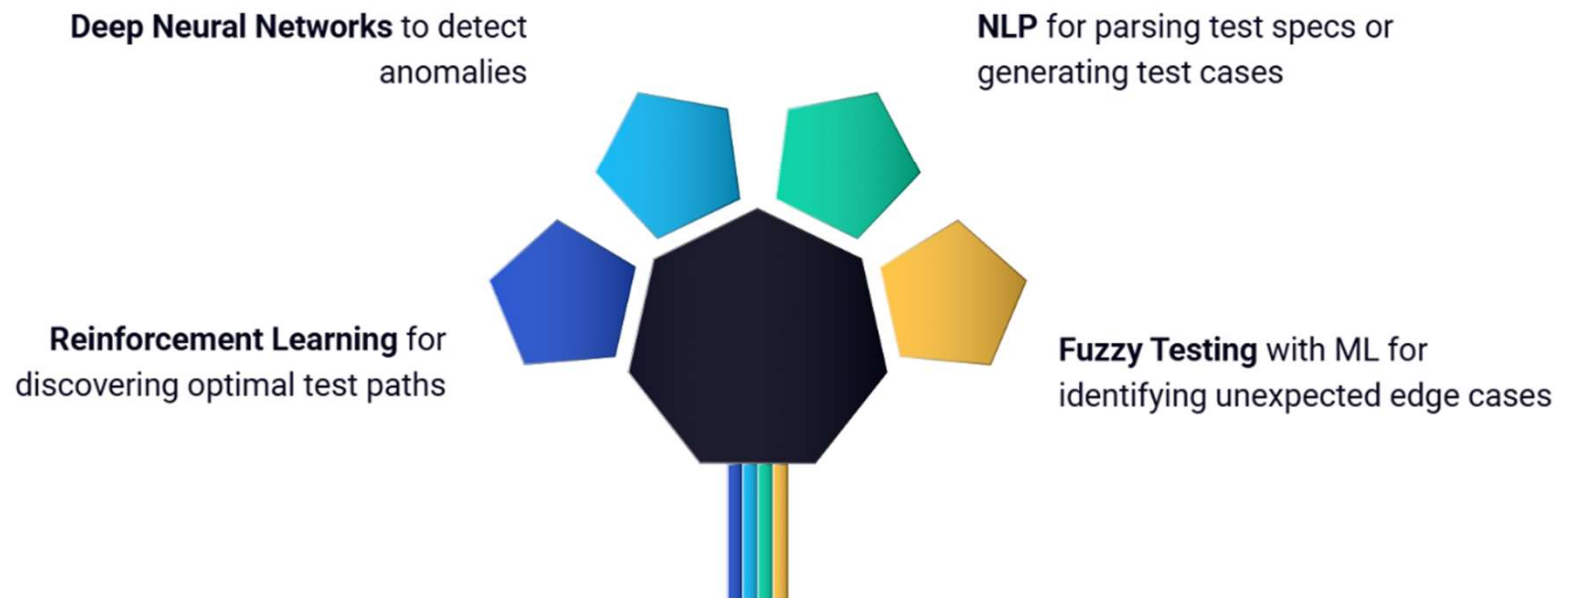 Deep Neural Networks to detect
anomalies
NLP for parsing test specs or
generating test cases
Reinforcement Learning for
discovering optimal test paths
Fuzzy Testing with ML for
identifying unexpected edge cases